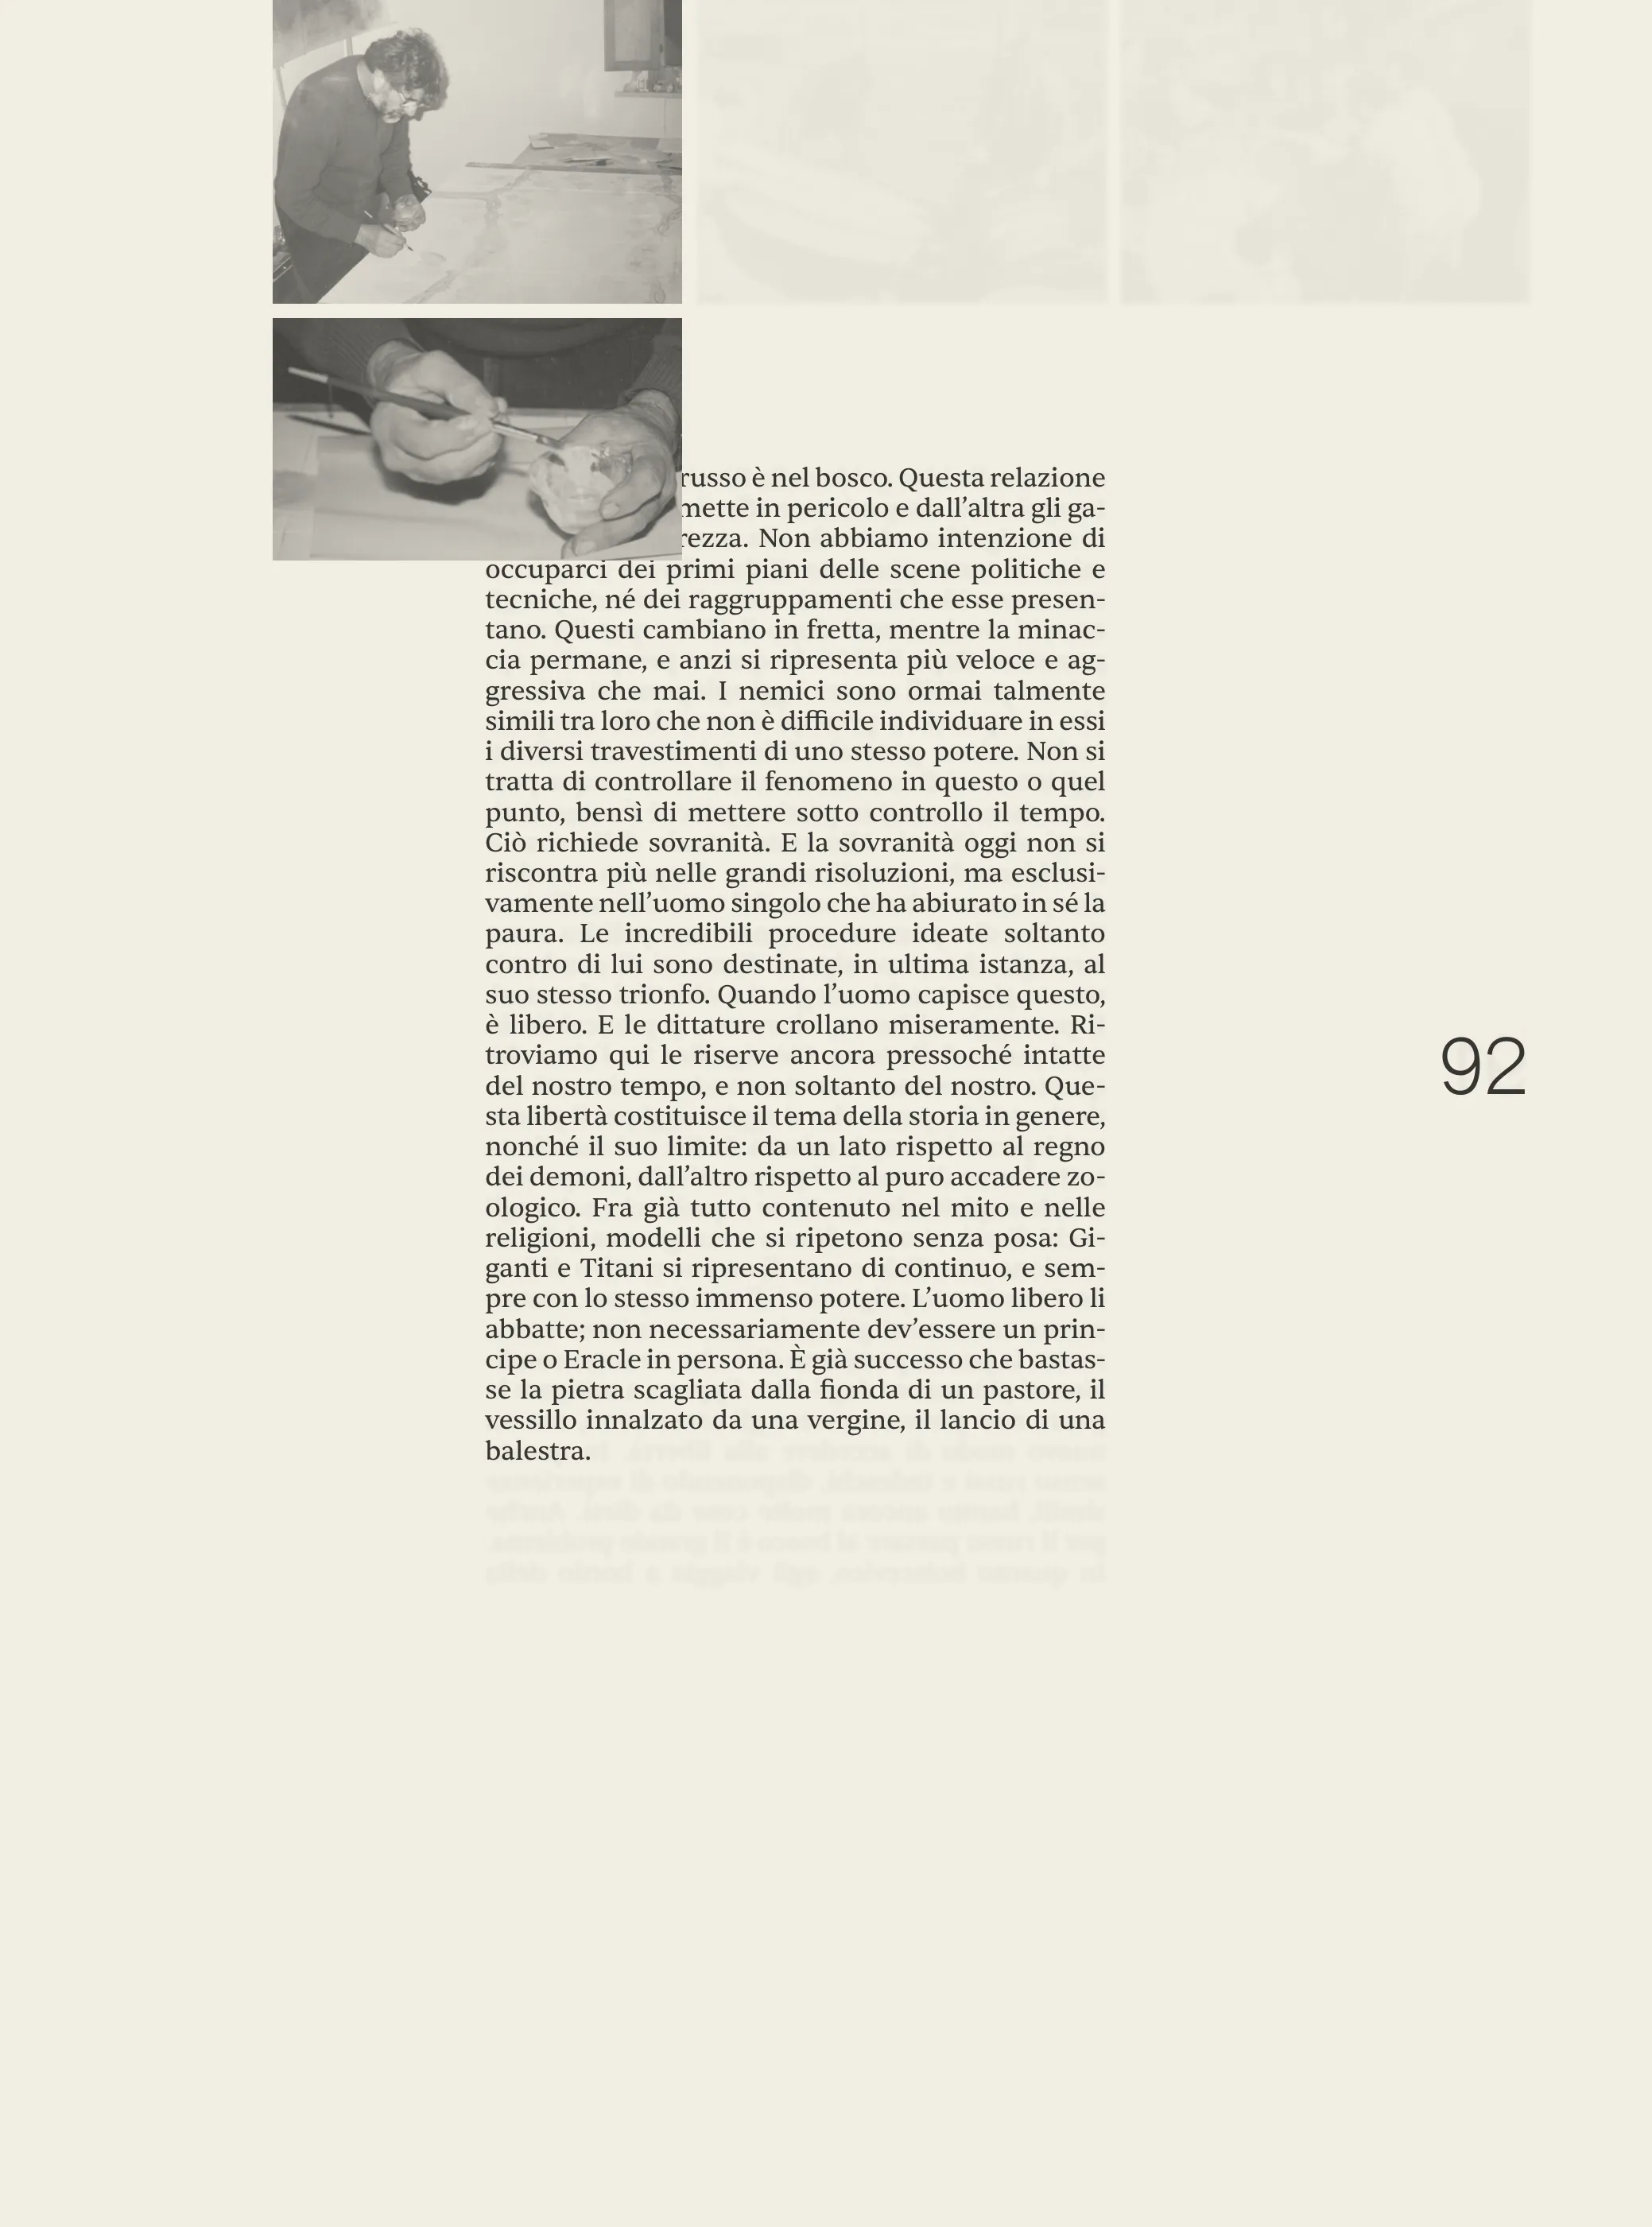 russo è nel bosco. Questa relazione
mette in pericolo e dall’altra gli ga-
rezza. Non abbiamo intenzione di
occuparci dei primi piani delle scene politiche e
tecniche, né dei raggruppamenti che esse presen-
tano. Questi cambiano in fretta, mentre la minac-
cia permane, e anzi si ripresenta più veloce e ag-
gressiva che mai. I nemici sono ormai talmente
simili tra loro che non è difficile individuare in essi
i diversi travestimenti di uno stesso potere. Non si
tratta di controllare il fenomeno in questo o quel
punto, bensì di mettere sotto controllo il tempo.
Ciò richiede sovranità. E la sovranità oggi non si
riscontra più nelle grandi risoluzioni, ma esclusi-
vamente nell’uomo singolo che ha abiurato in sé la
paura. Le incredibili procedure ideate soltanto
contro di lui sono destinate, in ultima istanza, al
suo stesso trionfo. Quando l’uomo capisce questo,
è libero. E le dittature crollano miseramente. Ri-
troviamo qui le riserve ancora pressoché intatte
del nostro tempo, e non soltanto del nostro. Que-
sta libertà costituisce il tema della storia in genere,
nonché il suo limite: da un lato rispetto al regno
dei demoni, dall’altro rispetto al puro accadere zo-
ologico. Fra già tutto contenuto nel mito e nelle
religioni, modelli che si ripetono senza posa: Gi-
ganti e Titani si ripresentano di continuo, e sem-
pre con lo stesso immenso potere. L’uomo libero li
abbatte; non necessariamente dev’essere un prin-
cipe o Eracle in persona. È già successo che bastas-
se la pietra scagliata dalla fionda di un pastore, il
vessillo innalzato da una vergine, il lancio di una
balestra.
92